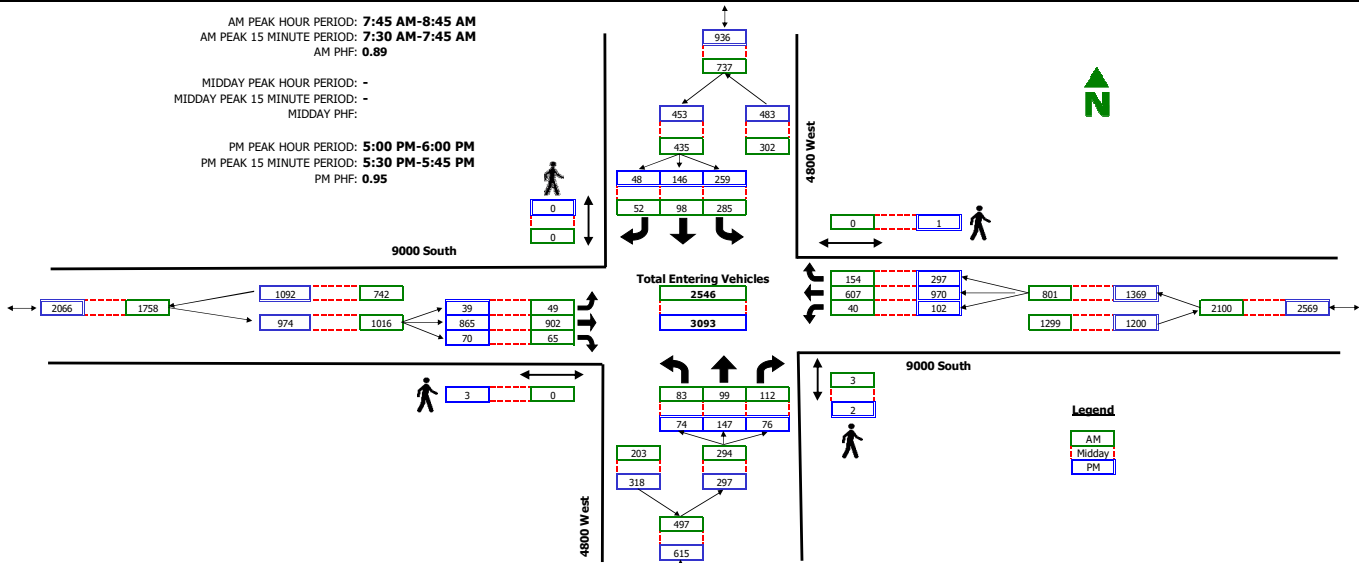 AM PEAK HOUR PERIOD: 7:45 AM-8:45 AM
AM PEAK 15 MINUTE PERIOD: 7:30 AM-7:45 AM
AM PHF: 0.89
MIDDAY PEAK HOUR PERIOD: -
MIDDAY PEAK 15 MINUTE PERIOD: -
MIDDAY PHF:
PM PEAK HOUR PERIOD: 5:00 PM-6:00 PM
PM PEAK 15 MINUTE PERIOD: 5:30 PM-5:45 PM
PM PHF: 0.95
936
737
N
453 483
435 302
4800 West
48 146 259
52 98 285
0
0
0 1
9000 South
Total Entering Vehicles
2546
3093
2066 1758
1092 742
974 1016
39 49
865 902
70 65
154 297
607 970
40 102
801 1369
1299 1200
2100 2569
9000 South
3 0
83 99 112
74 147 76
3
2
Legend
AM
Midday
PM
203 294
318 297
497
615
4800 West